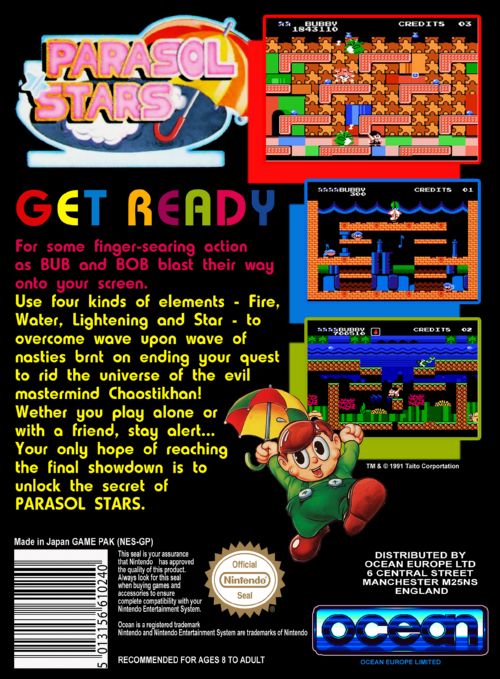 PARASOL
STARS
BUBBY CREDITS 03
1843110
GET READY
For some finger-searing action
as BUB and BOB blast their way
onto your screen.
Use four kinds of elements - Fire,
Water, Lightening and Star - to
overcome wave upon wave of
nasties brnt on ending your quest
to rid the universe of the evil
mastermind Chaostikhan!
Wether you play alone or
with a friend, stay alert...
Your only hope of reaching
the final showdown is to
unlock the secret of
PARASOL STARS.
BUBBY CREDITS 01
300
BUBBY CREDITS 02
700510
TM & © 1991 Taito Corportation
Made in Japan GAME PAK (NES-GP)
This seal is your assurance
that Nintendo has approved
the quality of this product.
Always look for this seal
when buying games and
accessories to ensure
complete compatibility with your
Nintendo Entertainment System.
Ocean is a registered trademark
Nintendo and Nintendo Entertainment System are trademarks of Nintendo
RECOMMENDED FOR AGES 8 TO ADULT
5 013156 610240
Official
Nintendo
Seal
DISTRIBUTED BY
OCEAN EUROPE LTD
6 CENTRAL STREET
MANCHESTER M25NS
ENGLAND
ocean
OCEAN EUROPE LIMITED